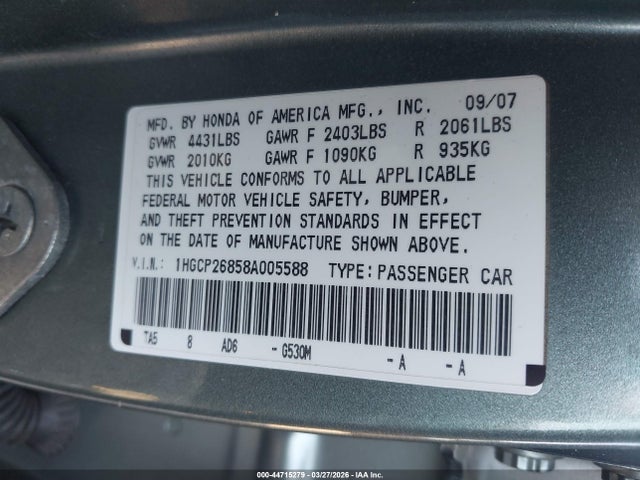 MFD. BY HONDA OF AMERICA MFG., INC. 09/07
GVWR 4431LBS GAWR F 2403LBS R 2061LBS
GVWR 2010KG GAWR F 1090KG R 935KG
THIS VEHICLE CONFORMS TO ALL APPLICABLE
FEDERAL MOTOR VEHICLE SAFETY, BUMPER,
AND THEFT PREVENTION STANDARDS IN EFFECT
ON THE DATE OF MANUFACTURE SHOWN ABOVE.
V.I.N.: 1HGCP26858A005588 TYPE: PASSENGER CAR
TA5 8 AD6 - G530M - A - A
000-44715279 - 03/27/2026 - IAA Inc.